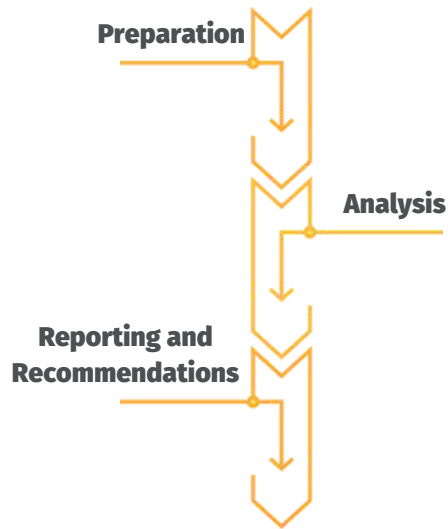 Preparation
Analysis
Reporting and
Recommendations